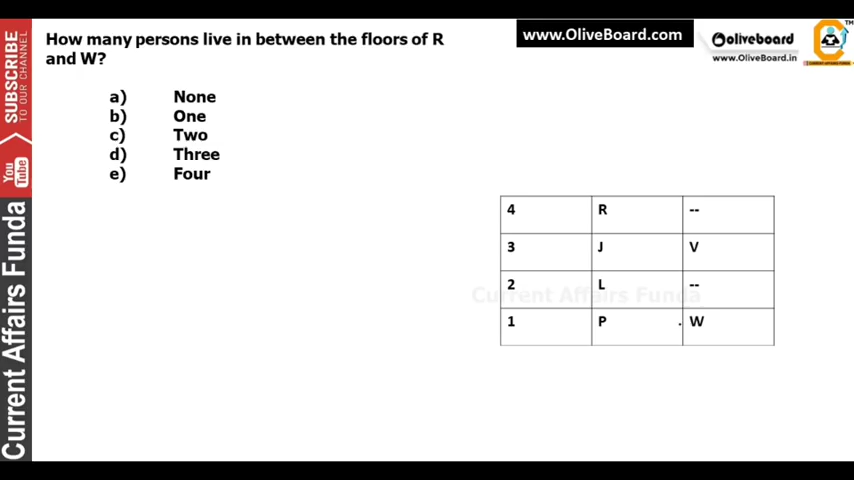 SUBSCRIBE
TO OUR CHANNEL
You
Tube
Current Affairs Funda
How many persons live in between the floors of R
and W?
www.OliveBoard.com
oliveboard
www.OliveBoard.in
a) None
b) One
c) Two
d) Three
e) Four
4 R --
3 J V
2 L --
Current Affairs Funda
1 P . W